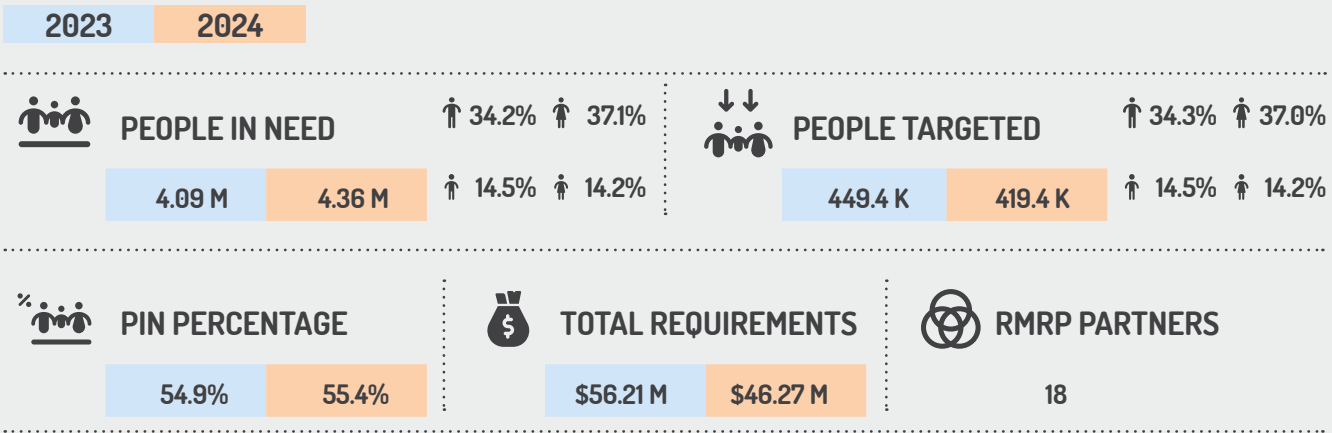 2023 2024
PEOPLE IN NEED
34.2% 37.1%
4.09 M 4.36 M
14.5% 14.2%
PEOPLE TARGETED
34.3% 37.0%
449.4 K 419.4 K
14.5% 14.2%
%
PIN PERCENTAGE
54.9% 55.4%
$
TOTAL REQUIREMENTS
$56.21 M $46.27 M
RMRP PARTNERS
18